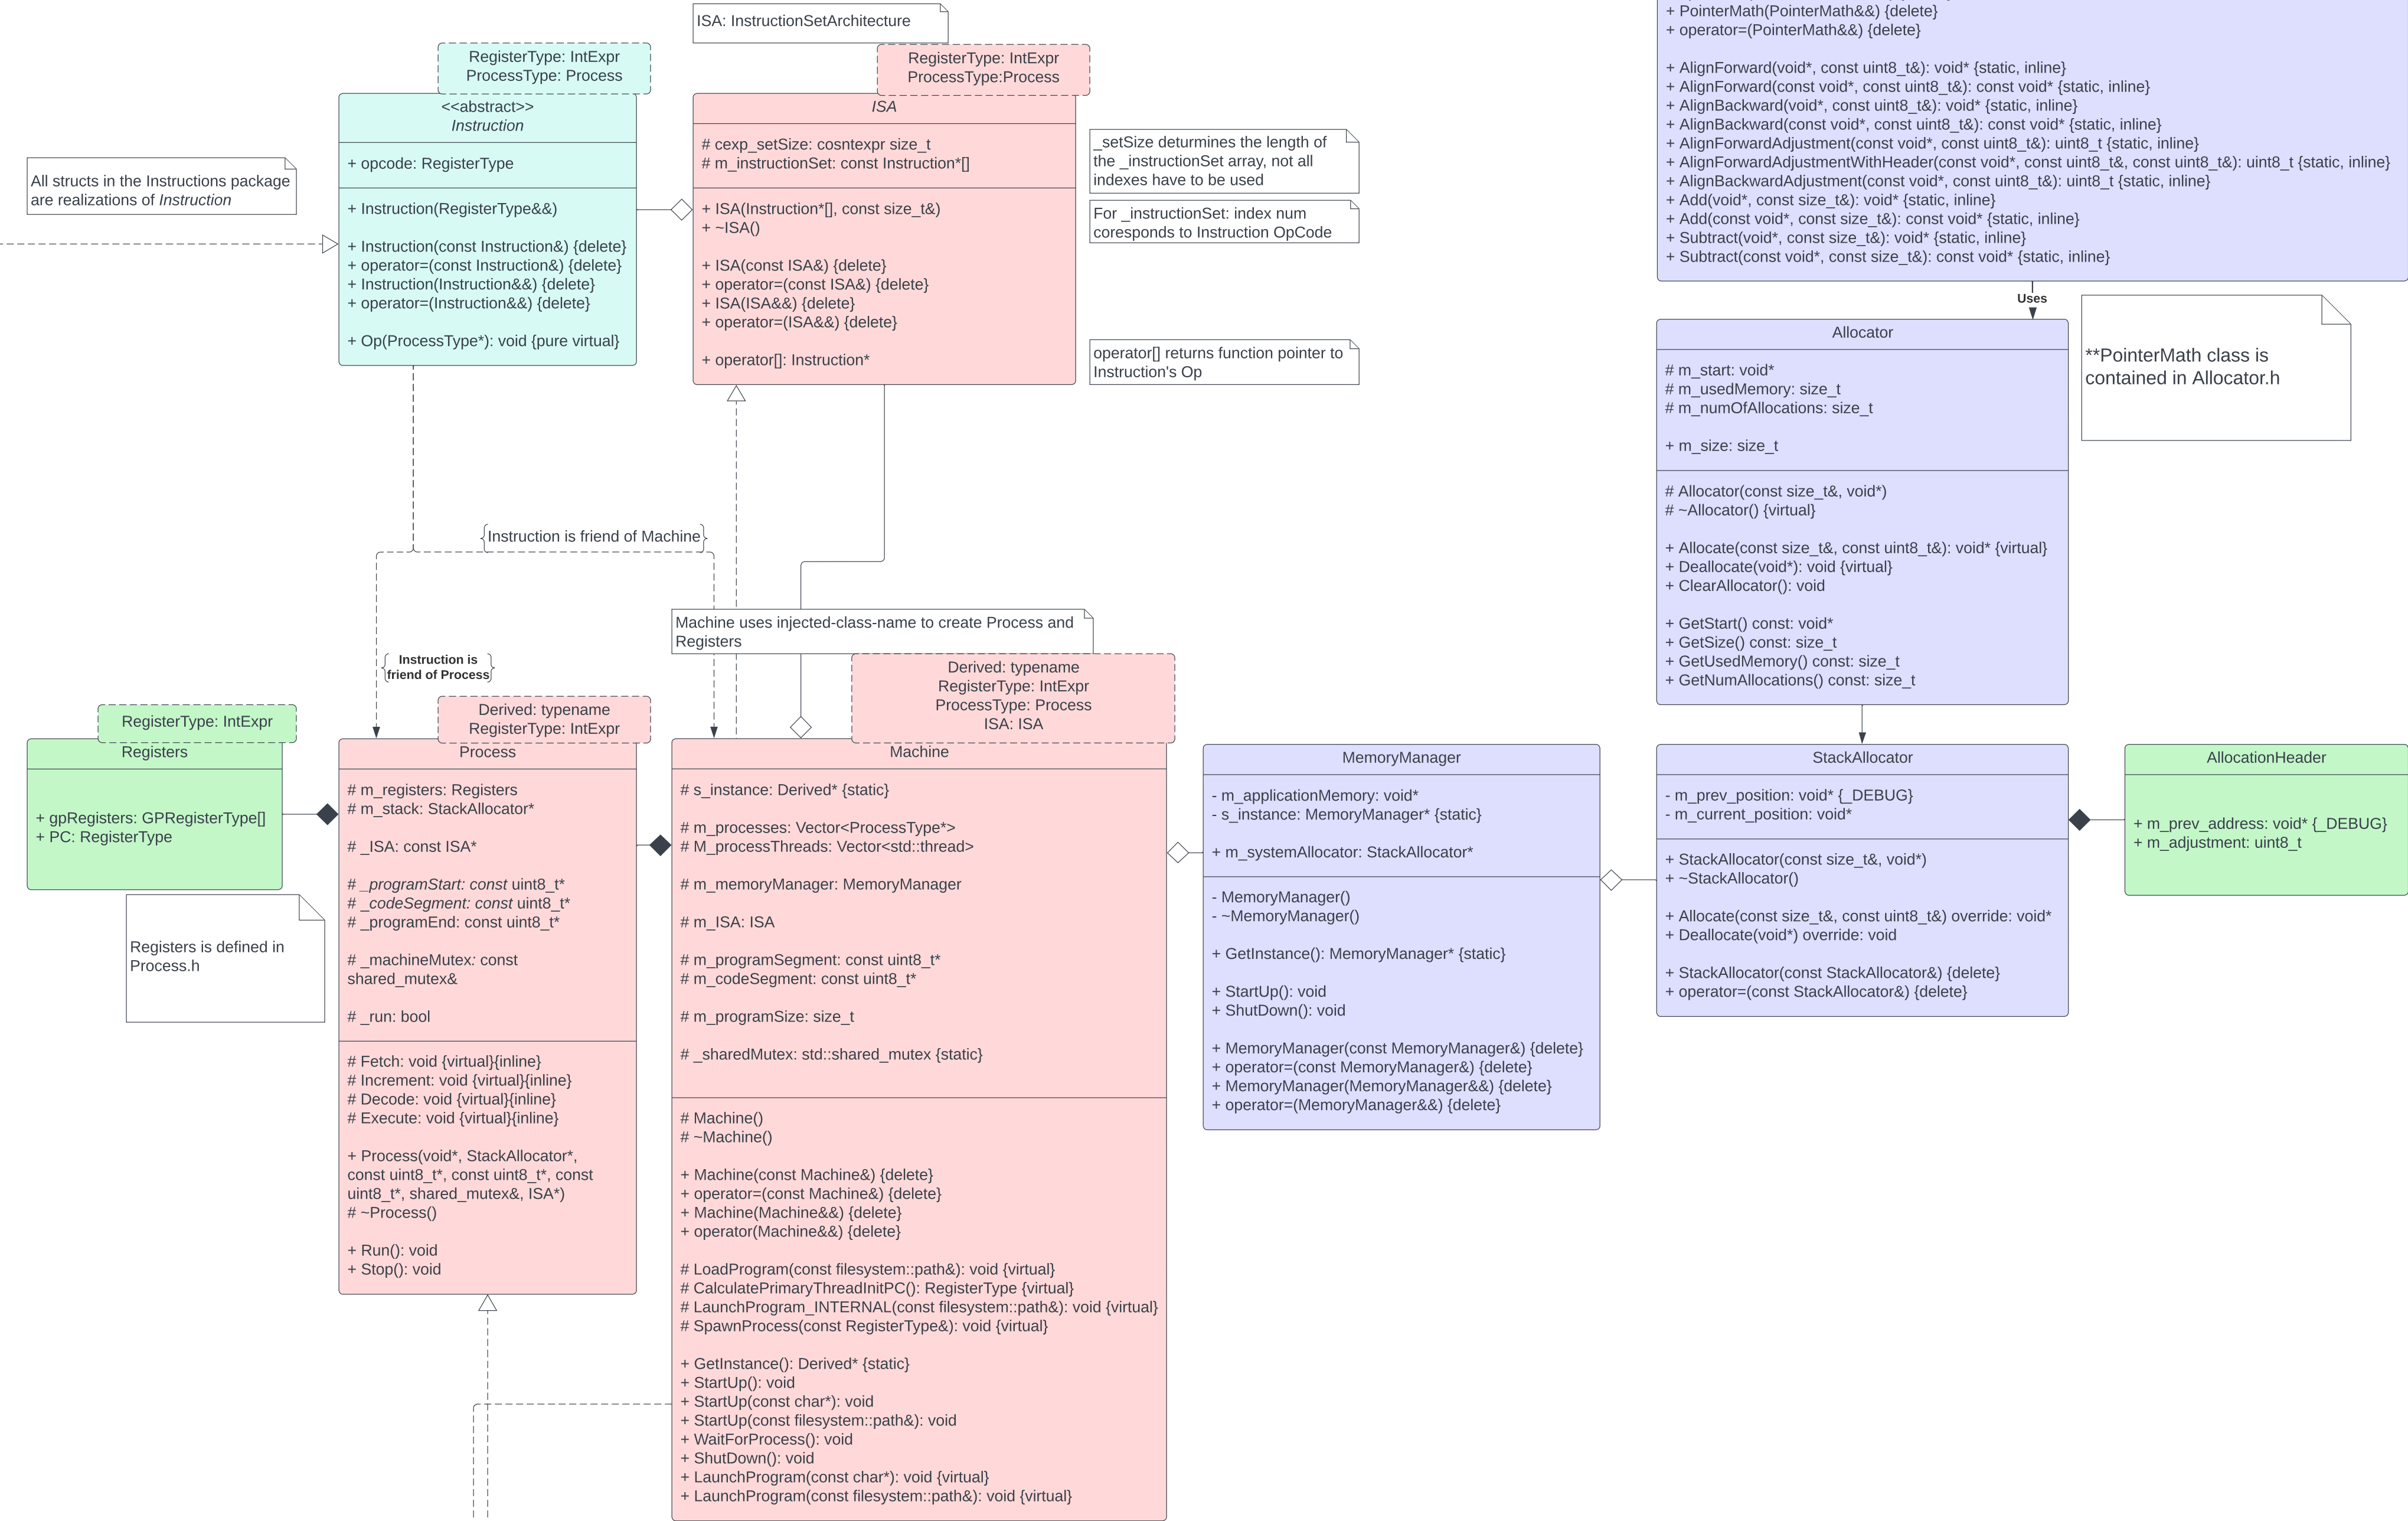 ISA: InstructionSetArchitecture
RegisterType: IntExpr
ProcessType: Process
<<abstract>>
Instruction
+ opcode: RegisterType
+ Instruction(RegisterType&&)
+ Instruction(const Instruction&) {delete}
+ operator=(const Instruction&) {delete}
+ Instruction(Instruction&&) {delete}
+ operator=(Instruction&&) {delete}
+ Op(ProcessType*): void {pure virtual}
All structs in the Instructions package
are realizations of Instruction
RegisterType: IntExpr
ProcessType:Process
ISA
# cexp_setSize: cosntexpr size_t
# m_instructionSet: const Instruction*[]
+ ISA(Instruction*[], const size_t&)
+ ~ISA()
+ ISA(const ISA&) {delete}
+ operator=(const ISA&) {delete}
+ ISA(ISA&&) {delete}
+ operator=(ISA&&) {delete}
+ operator[]: Instruction*
_setSize deturmines the length of
the _instructionSet array, not all
indexes have to be used
For _instructionSet: index num
coresponds to Instruction OpCode
operator[] returns function pointer to
Instruction's Op
+ PointerMath(PointerMath&&) {delete}
+ operator=(PointerMath&&) {delete}
+ AlignForward(void*, const uint8_t&): void* {static, inline}
+ AlignForward(const void*, const uint8_t&): const void* {static, inline}
+ AlignBackward(void*, const uint8_t&): void* {static, inline}
+ AlignBackward(const void*, const uint8_t&): const void* {static, inline}
+ AlignForwardAdjustment(const void*, const uint8_t&): uint8_t {static, inline}
+ AlignForwardAdjustmentWithHeader(const void*, const uint8_t&, const uint8_t&): uint8_t {static, inline}
+ AlignBackwardAdjustment(const void*, const uint8_t&): uint8_t {static, inline}
+ Add(void*, const size_t&): void* {static, inline}
+ Add(const void*, const size_t&): const void* {static, inline}
+ Subtract(void*, const size_t&): void* {static, inline}
+ Subtract(const void*, const size_t&): const void* {static, inline}
Uses
Allocator
# m_start: void*
# m_usedMemory: size_t
# m_numOfAllocations: size_t
+ m_size: size_t
# Allocator(const size_t&, void*)
# ~Allocator() {virtual}
+ Allocate(const size_t&, const uint8_t&): void* {virtual}
+ Deallocate(void*): void {virtual}
+ ClearAllocator(): void
+ GetStart() const: void*
+ GetSize() const: size_t
+ GetUsedMemory() const: size_t
+ GetNumAllocations() const: size_t
**PointerMath class is
contained in Allocator.h
{Instruction is friend of Machine}
{Instruction is
friend of Process}
Machine uses injected-class-name to create Process and
Registers
RegisterType: IntExpr
Registers
+ gpRegisters: GPRegisterType[]
+ PC: RegisterType
Registers is defined in
Process.h
Derived: typename
RegisterType: IntExpr
Process
# m_registers: Registers
# m_stack: StackAllocator*
# _ISA: const ISA*
# _programStart: const uint8_t*
# _codeSegment: const uint8_t*
# _programEnd: const uint8_t*
# _machineMutex: const
shared_mutex&
# _run: bool
# Fetch: void {virtual}{inline}
# Increment: void {virtual}{inline}
# Decode: void {virtual}{inline}
# Execute: void {virtual}{inline}
+ Process(void*, StackAllocator*,
const uint8_t*, const uint8_t*, const
uint8_t*, shared_mutex&, ISA*)
# ~Process()
+ Run(): void
+ Stop(): void
Derived: typename
RegisterType: IntExpr
ProcessType: Process
ISA: ISA
Machine
# s_instance: Derived* {static}
# m_processes: Vector<ProcessType*>
# M_processThreads: Vector<std::thread>
# m_memoryManager: MemoryManager
# m_ISA: ISA
# m_programSegment: const uint8_t*
# m_codeSegment: const uint8_t*
# m_programSize: size_t
# _sharedMutex: std::shared_mutex {static}
# Machine()
# ~Machine()
+ Machine(const Machine&) {delete}
+ operator=(const Machine&) {delete}
+ Machine(Machine&&) {delete}
+ operator(Machine&&) {delete}
# LoadProgram(const filesystem::path&): void {virtual}
# CalculatePrimaryThreadInitPC(): RegisterType {virtual}
# LaunchProgram_INTERNAL(const filesystem::path&): void {virtual}
# SpawnProcess(const RegisterType&): void {virtual}
+ GetInstance(): Derived* {static}
+ StartUp(): void
+ StartUp(const char*): void
+ StartUp(const filesystem::path&): void
+ WaitForProcess(): void
+ ShutDown(): void
+ LaunchProgram(const char*): void {virtual}
+ LaunchProgram(const filesystem::path&): void {virtual}
MemoryManager
- m_applicationMemory: void*
- s_instance: MemoryManager* {static}
+ m_systemAllocator: StackAllocator*
- MemoryManager()
- ~MemoryManager()
+ GetInstance(): MemoryManager* {static}
+ StartUp(): void
+ ShutDown(): void
+ MemoryManager(const MemoryManager&) {delete}
+ operator=(const MemoryManager&) {delete}
+ MemoryManager(MemoryManager&&) {delete}
+ operator=(MemoryManager&&) {delete}
StackAllocator
- m_prev_position: void* {_DEBUG}
- m_current_position: void*
+ StackAllocator(const size_t&, void*)
+ ~StackAllocator()
+ Allocate(const size_t&, const uint8_t&) override: void*
+ Deallocate(void*) override: void
+ StackAllocator(const StackAllocator&) {delete}
+ operator=(const StackAllocator&) {delete}
AllocationHeader
+ m_prev_address: void* {_DEBUG}
+ m_adjustment: uint8_t